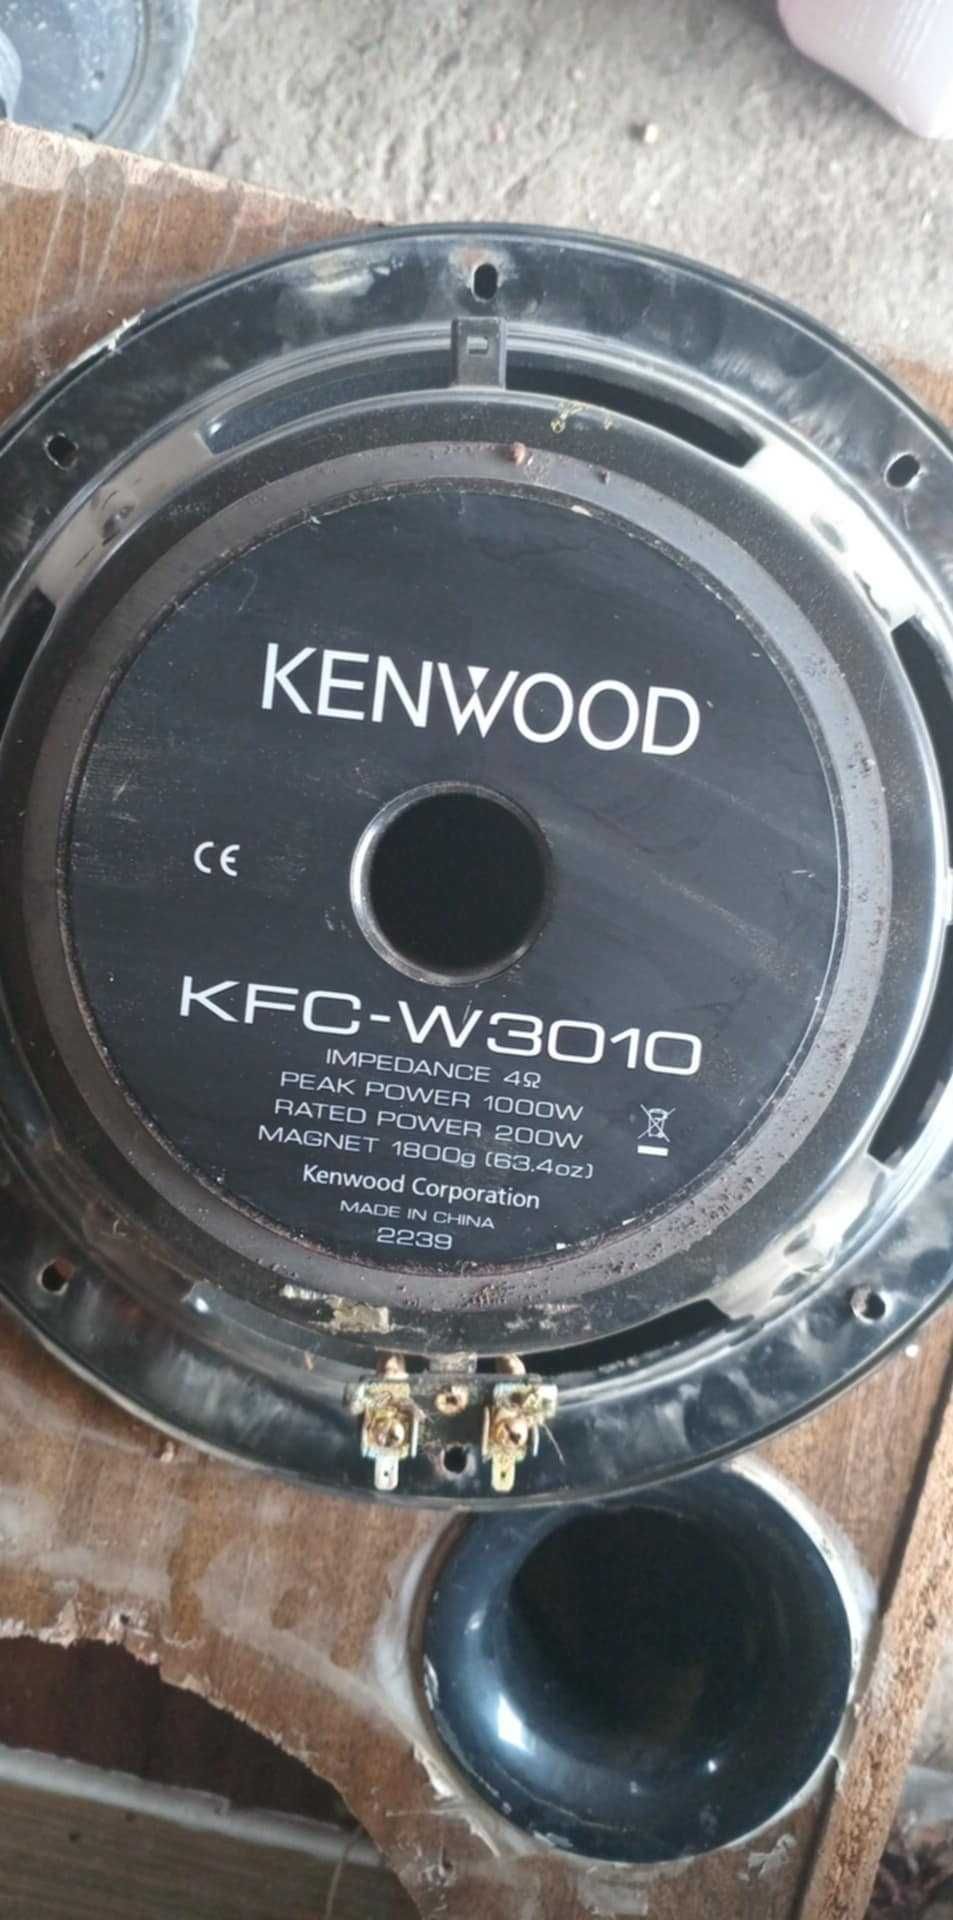 KENWOOD
CE
KFC-W3010
IMPEDANCE 4Ω
PEAK POWER 1000W
RATED POWER 200W
MAGNET 1800g (63.4oz)
Kenwood Corporation
MADE IN CHINA
2239